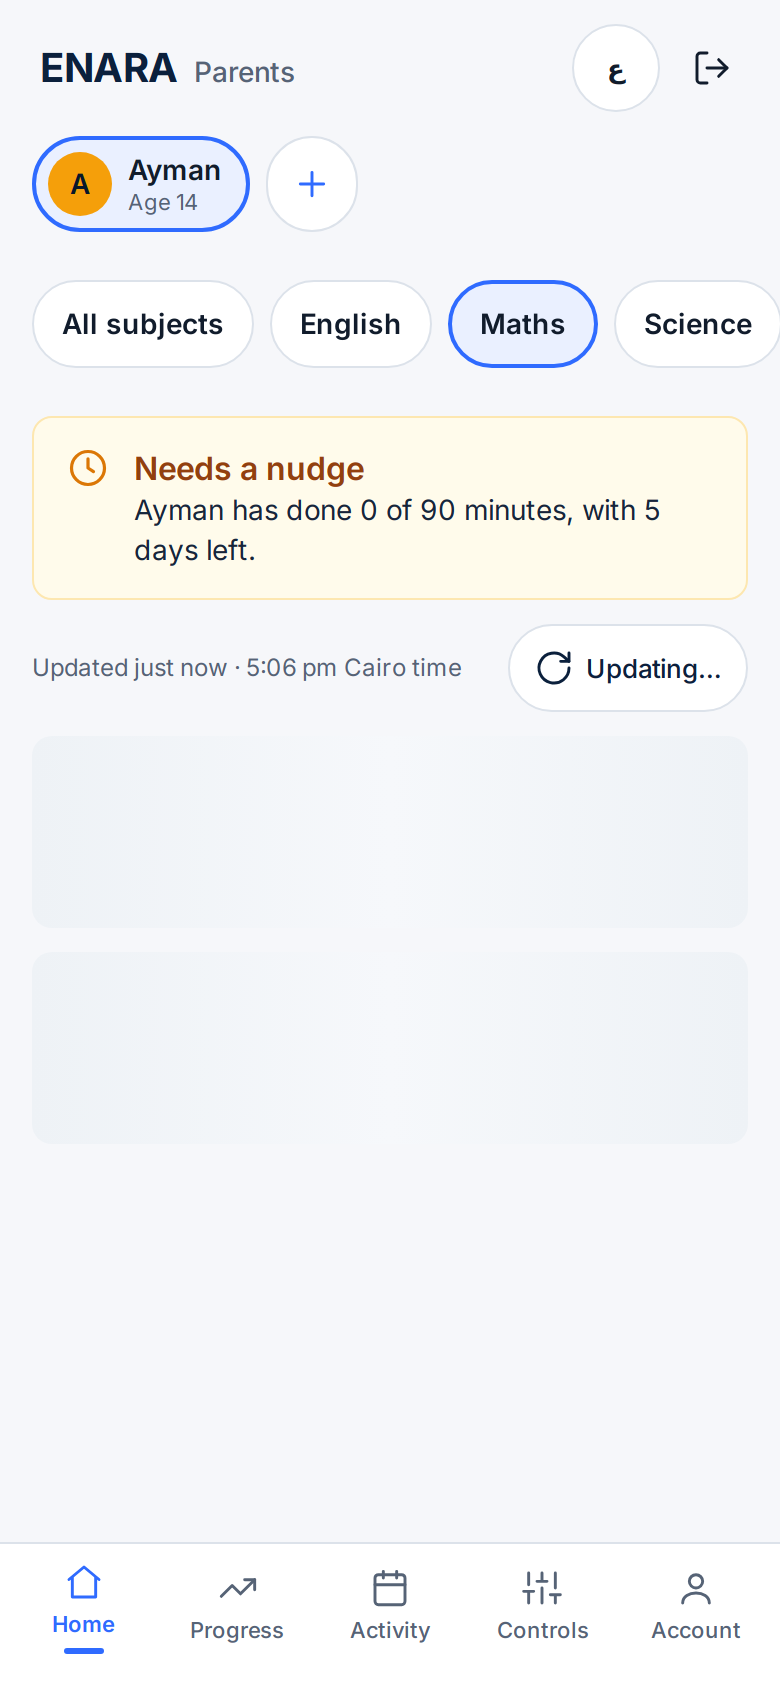 ENARA Parents
ع
A
Ayman
Age 14
All subjects
English
Maths
Science
Needs a nudge
Ayman has done 0 of 90 minutes, with 5
days left.
Updated just now · 5:06 pm Cairo time
Updating...
Home
Progress
Activity
Controls
Account